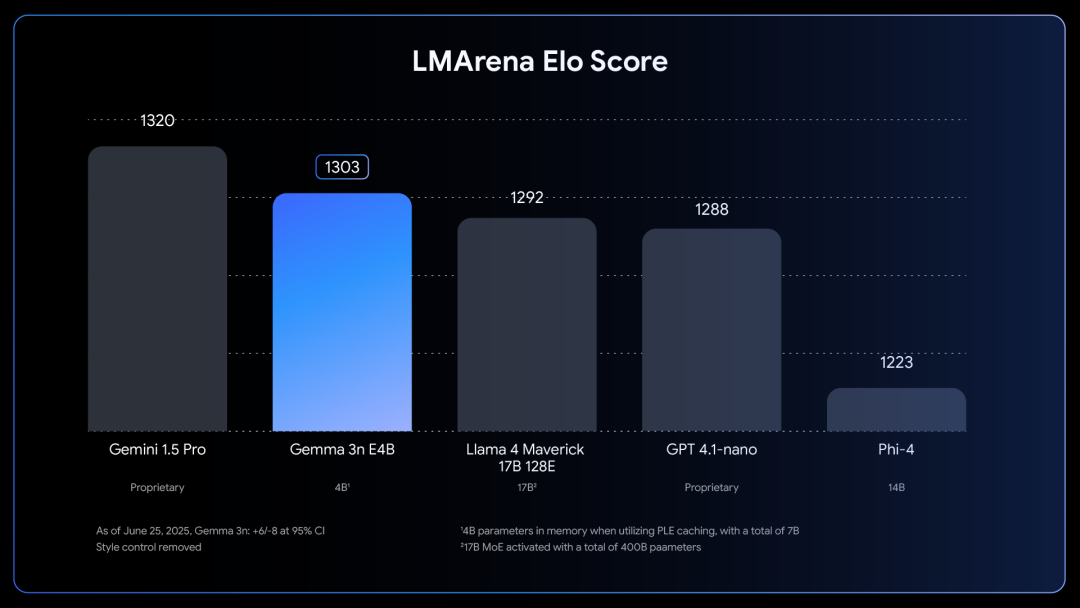 LMArena Elo Score
1320
1303
1292
1288
1223
Gemini 1.5 Pro
Gemma 3n E4B
Llama 4 Maverick
17B 128E
GPT 4.1-nano
Phi-4
Proprietary
4B¹
17B²
Proprietary
14B
As of June 25, 2025, Gemma 3n: +6/-8 at 95% CI
Style control removed
¹4B parameters in memory when utilizing PLE caching, with a total of 7B
²17B MoE activated with a total of 400B paameters